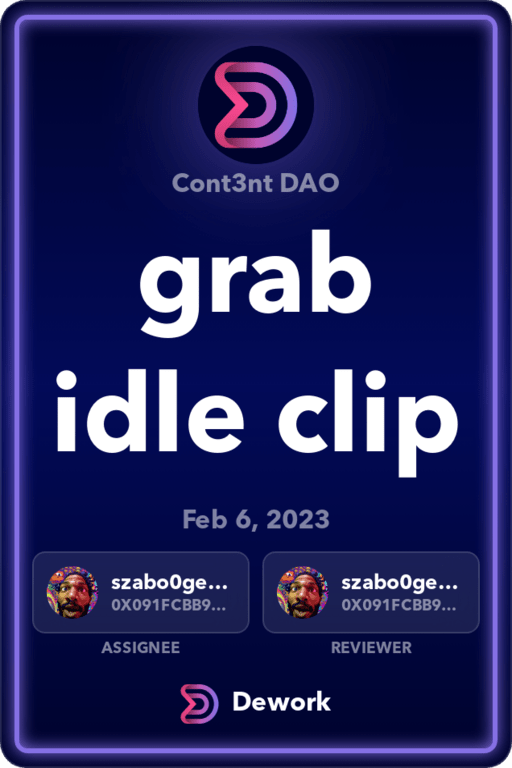 Cont3nt DAO
grab
idle clip
Feb 6, 2023
szabo0ge... szabo0ge...
0X091FCBB9... 0X091FCBB9...
ASSIGNEE REVIEWER
Dework